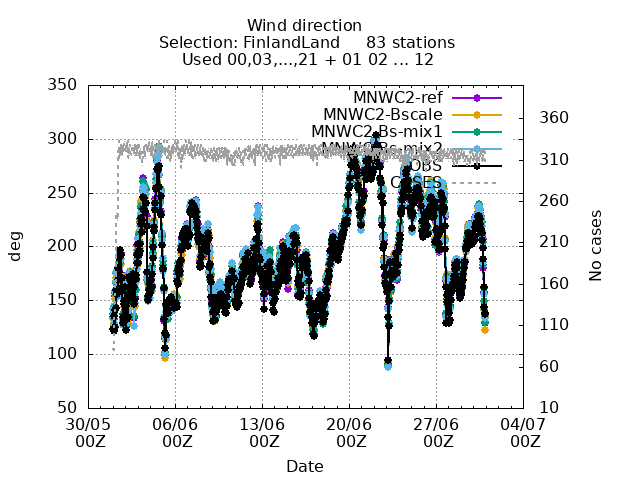 Wind direction
Selection: FinlandLand 83 stations
Used 00,03,...,21 + 01 02 ... 12
350
300
250
200
150
100
50
deg
MNWC2-ref
MNWC2-Bscale
MNWC2-Bs-mix1
MNWC2-Bs-mix2
OBS
CASES
360
310
260
210
160
110
60
10
No cases
30/05 06/06 13/06 20/06 27/06 04/07
00Z 00Z 00Z 00Z 00Z 00Z
Date